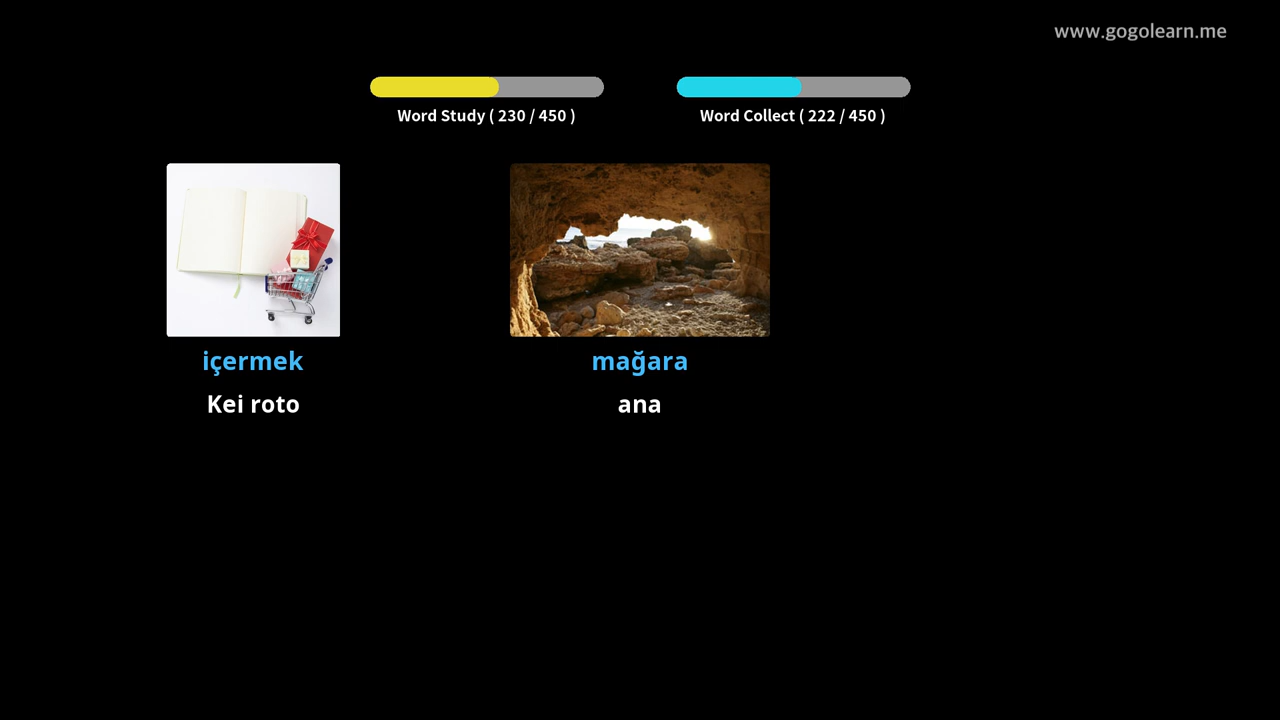 www.gogolearn.me
Word Study ( 230 / 450 )
Word Collect ( 222 / 450 )
içermek
Kei roto
mağara
ana